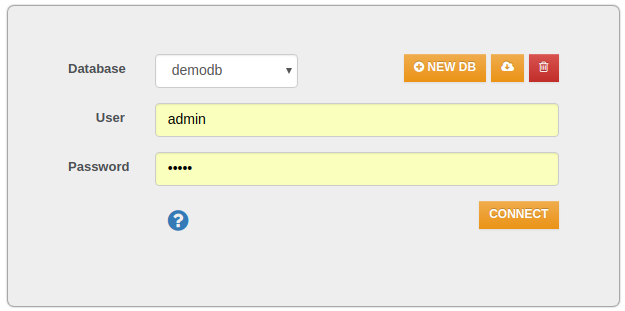 Database demodb NEW DB
User admin
Password •••••
? CONNECT